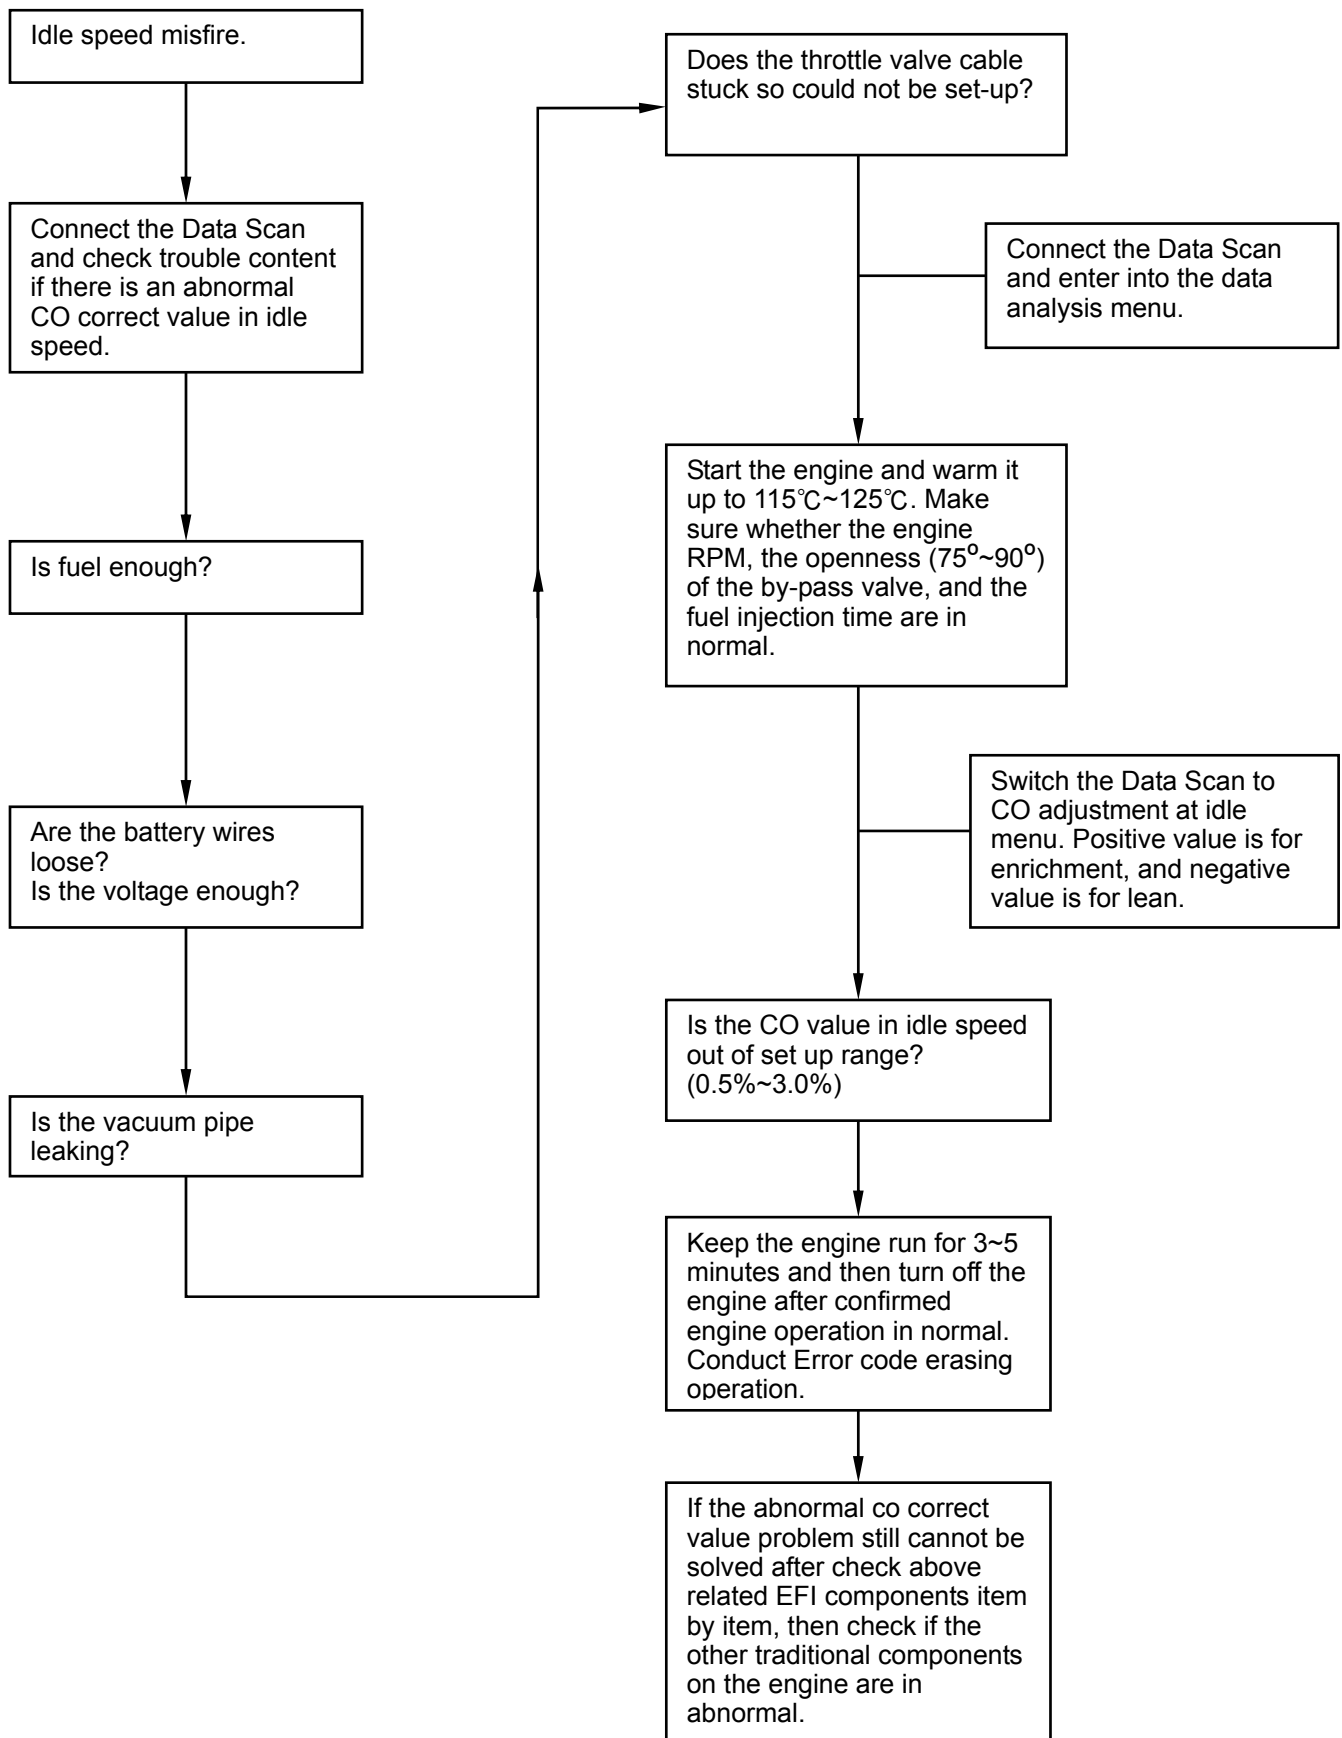 Idle speed misfire.
Connect the Data Scan
and check trouble content
if there is an abnormal
CO correct value in idle
speed.
Is fuel enough?
Are the battery wires
loose?
Is the voltage enough?
Is the vacuum pipe
leaking?
Does the throttle valve cable
stuck so could not be set-up?
Connect the Data Scan
and enter into the data
analysis menu.
Start the engine and warm it
up to 115℃~125℃. Make
sure whether the engine
RPM, the openness (75º~90º)
of the by-pass valve, and the
fuel injection time are in
normal.
Switch the Data Scan to
CO adjustment at idle
menu. Positive value is for
enrichment, and negative
value is for lean.
Is the CO value in idle speed
out of set up range?
(0.5%~3.0%)
Keep the engine run for 3~5
minutes and then turn off the
engine after confirmed
engine operation in normal.
Conduct Error code erasing
operation.
If the abnormal co correct
value problem still cannot be
solved after check above
related EFI components item
by item, then check if the
other traditional components
on the engine are in
abnormal.